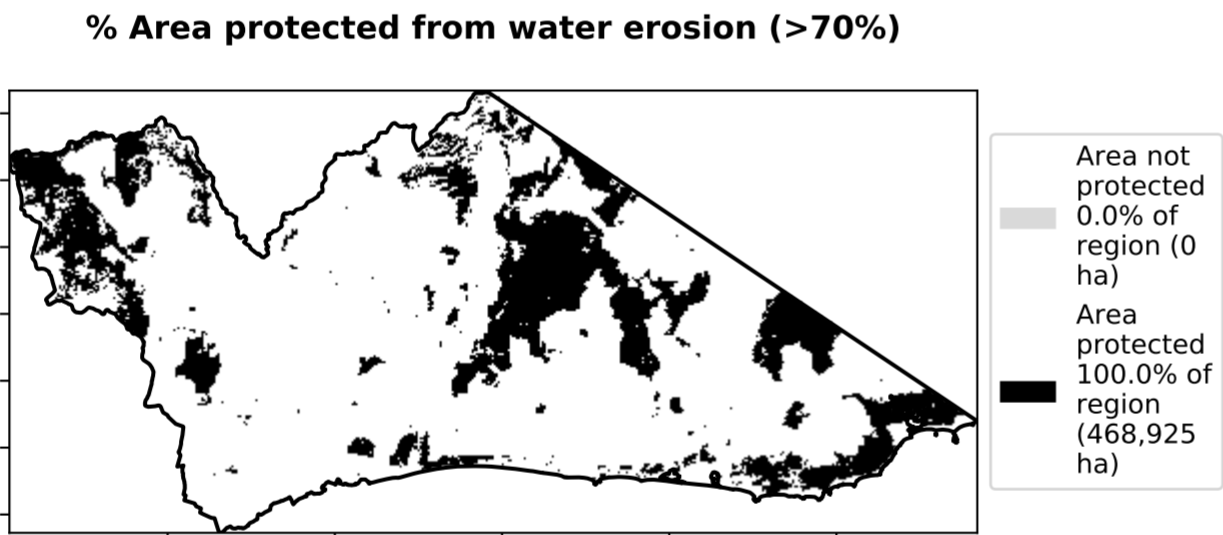 % Area protected from water erosion (>70%)
Area not
protected
0.0% of
region (0
ha)
Area
protected
100.0% of
region
(468,925
ha)